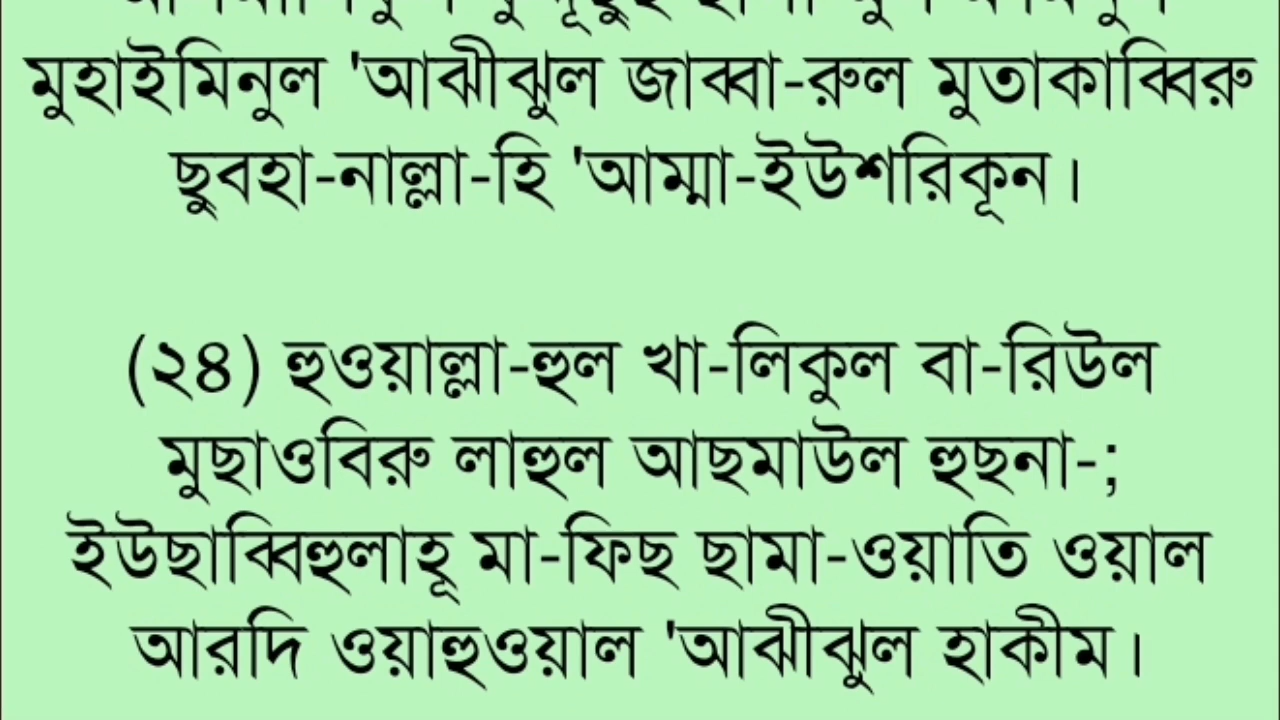 মুহাইমিনুল 'আঝীঝুল জাব্বা-রুল মুতাকাব্বিরু
ছুবহা-নাল্লা-হি 'আম্মা-ইউশরিকূন।
(২৪) হুওয়াল্লা-হুল খা-লিকুল বা-রিউল
মুছাওবিরু লাহুল আছমাউল হুছনা-;
ইউছাব্বিহুলাহূ মা-ফিছ ছামা-ওয়াতি ওয়াল
আরদি ওয়াহুওয়াল 'আঝীঝুল হাকীম।